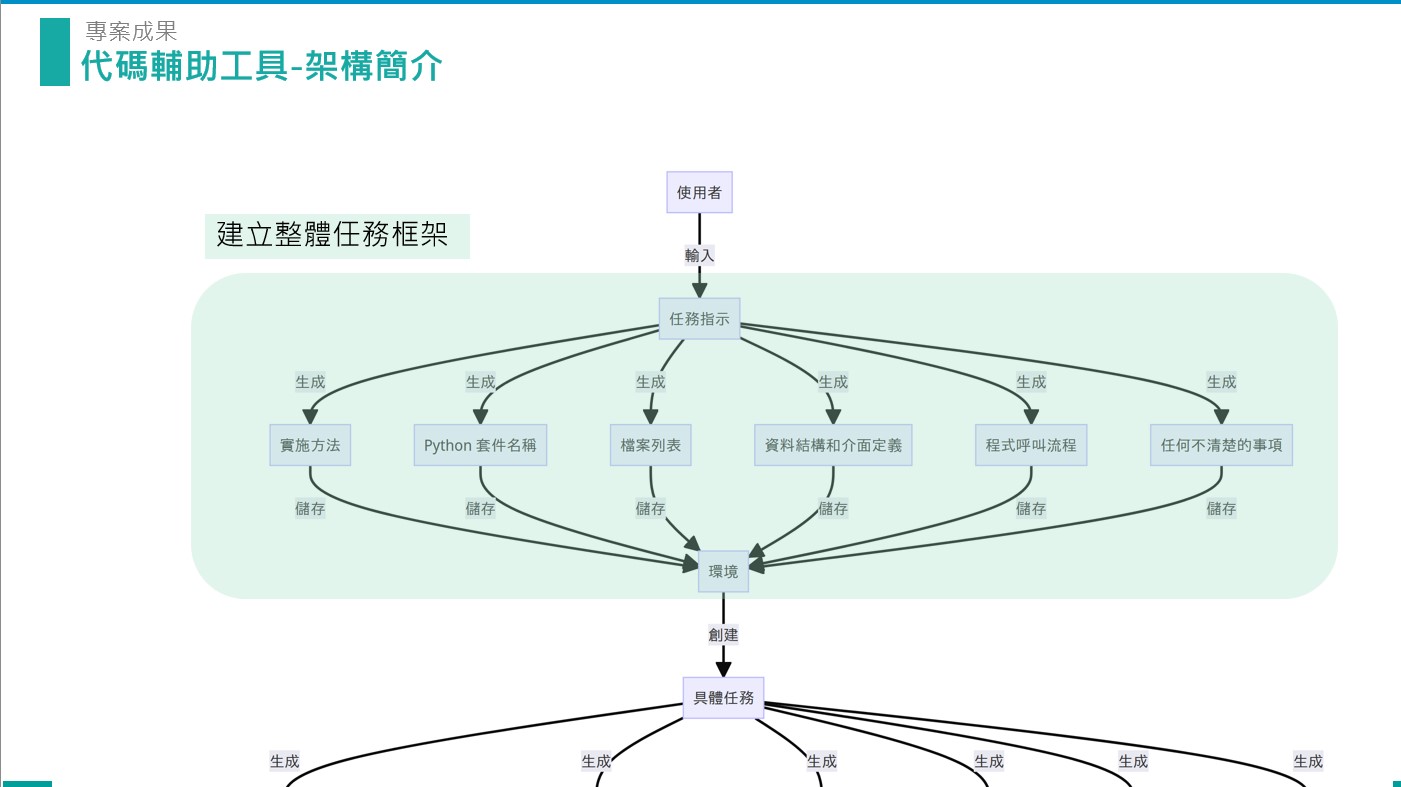 專案成果
代碼輔助工具-架構簡介
使用者
建立整體任務框架
輸入
任務指示
生成 生成 生成 生成 生成 生成
實施方法 Python 套件名稱 檔案列表 資料結構和介面定義 程式呼叫流程 任何不清楚的事項
儲存 儲存 儲存 儲存 儲存 儲存
環境
創建
具體任務
生成 生成 生成 生成 生成 生成